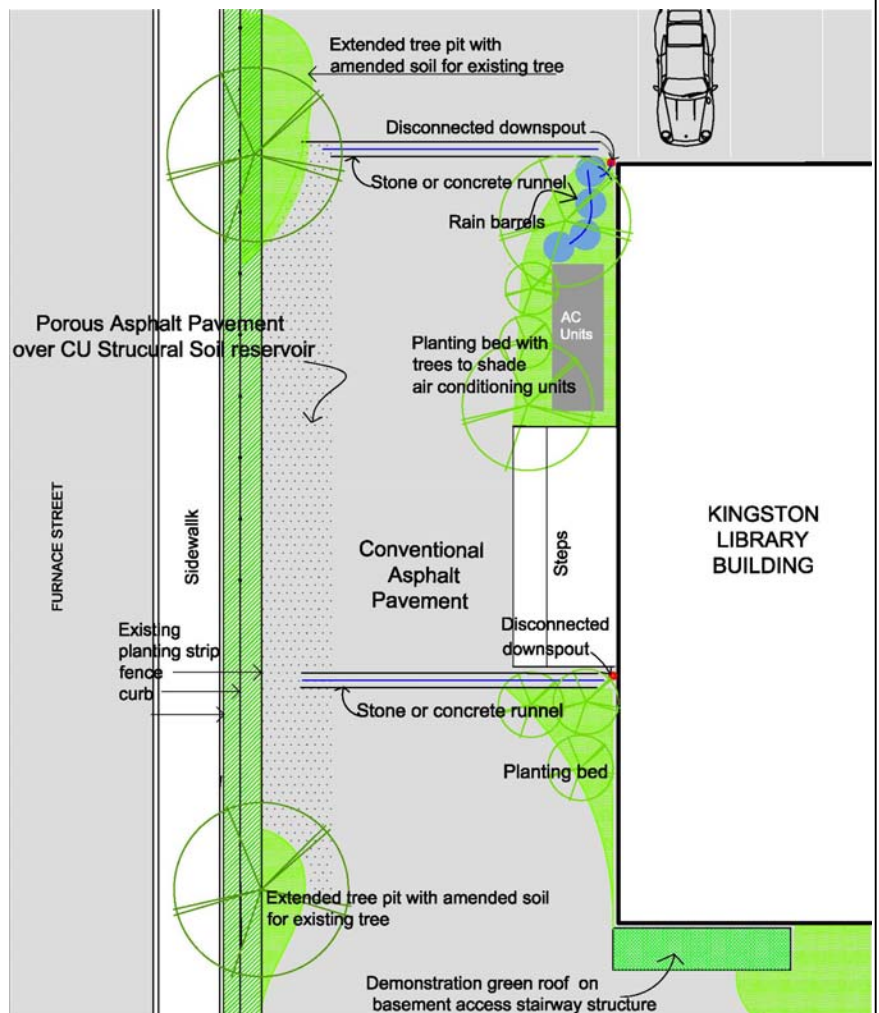 Extended tree pit with
amended soil for existing tree
Disconnected downspout
Stone or concrete runnel
Rain barrels
AC
Units
Porous Asphalt Pavement
over CU Strucural Soil reservoir
Planting bed with
trees to shade
air conditioning units
FURNACE STREET
Sidewallk
Conventional
Asphalt
Pavement
Steps
KINGSTON
LIBRARY
BUILDING
Existing
planting strip
fence
curb
Disconnected
downspout
Stone or concrete runnel
Planting bed
Extended tree pit with amended soil
for existing tree
Demonstration green roof on
basement access stairway structure